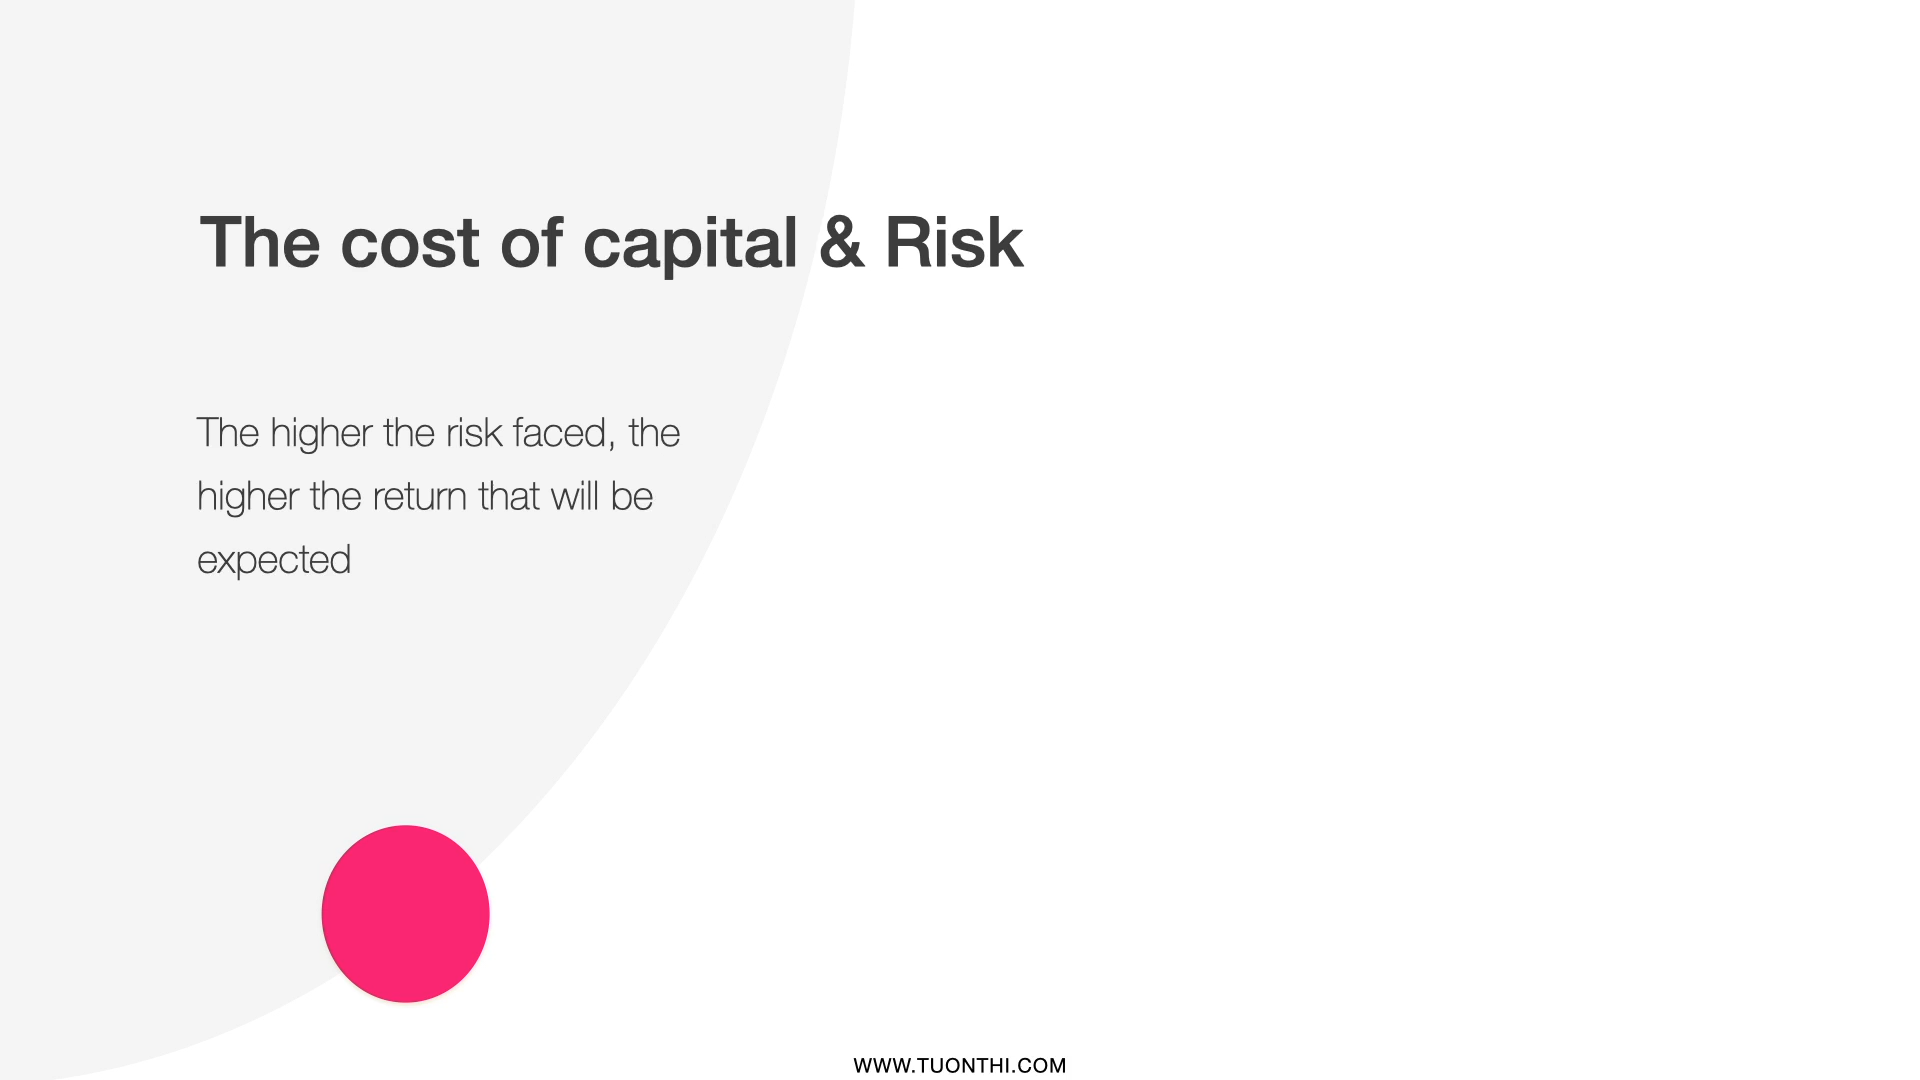 The cost of capital & Risk
The higher the risk faced, the
higher the return that will be
expected
WWW.TUONTHI.COM